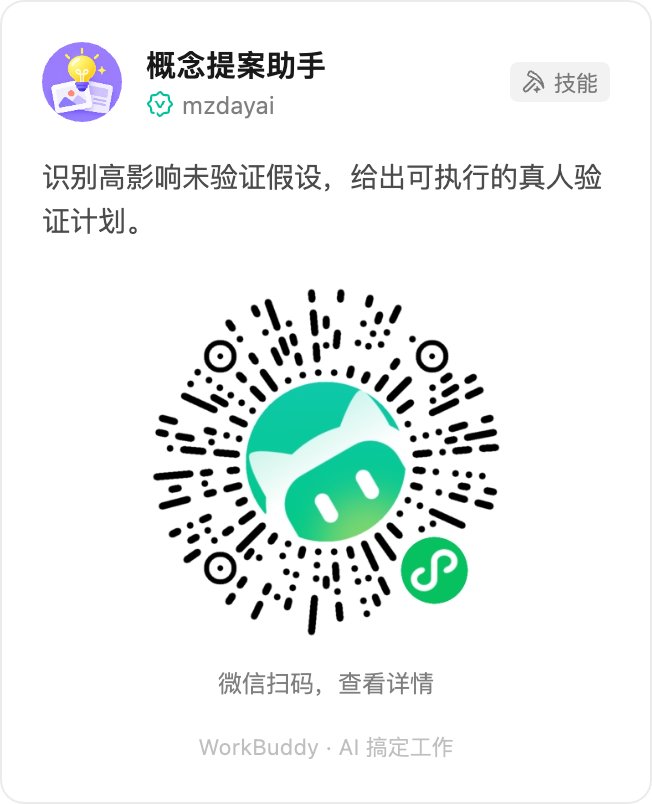 概念提案助手
mzdayai
技能
识别高影响未验证假设，给出可执行的真人验
证计划。
微信扫码，查看详情
WorkBuddy · AI 搞定工作